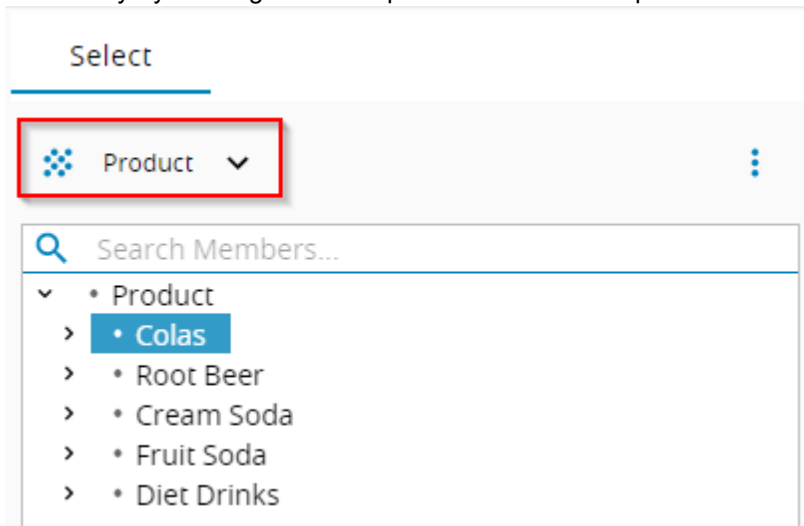 Select
Product
Search Members...
Product
Colas
Root Beer
Cream Soda
Fruit Soda
Diet Drinks